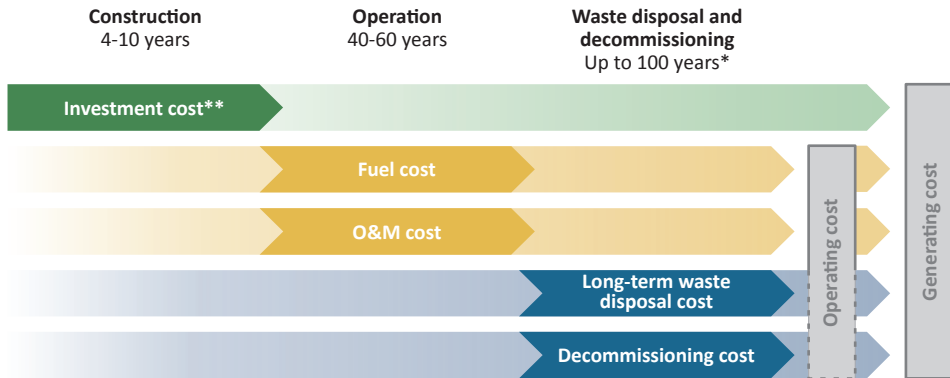 Construction
4-10 years
Operation
40-60 years
Waste disposal and
decommissioning
Up to 100 years*
Investment cost**
Fuel cost
O&M cost
Long-term waste
disposal cost
Decommissioning cost
Operating cost
Generating cost